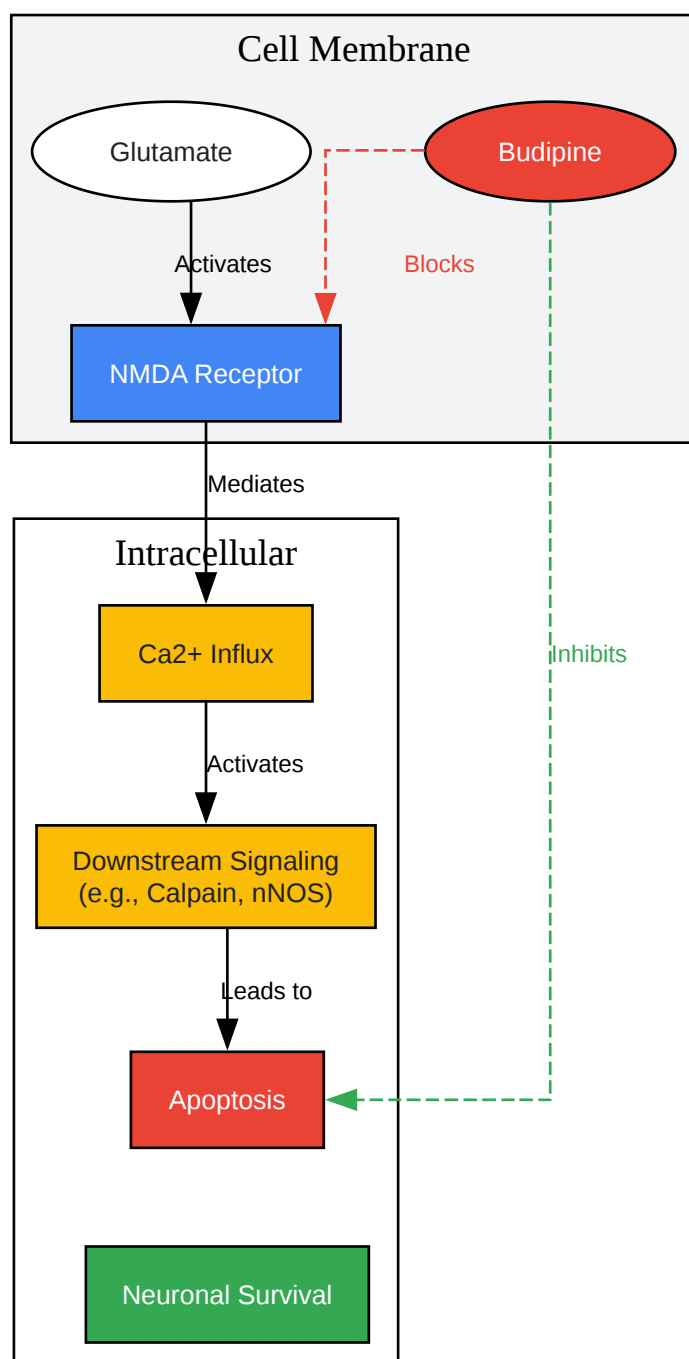 Cell Membrane
Glutamate
Budipine
Activates
Blocks
NMDA Receptor
Mediates
Intracellular
Ca2+ Influx
Inhibits
Activates
Downstream Signaling
(e.g., Calpain, nNOS)
Leads to
Apoptosis
Neuronal Survival